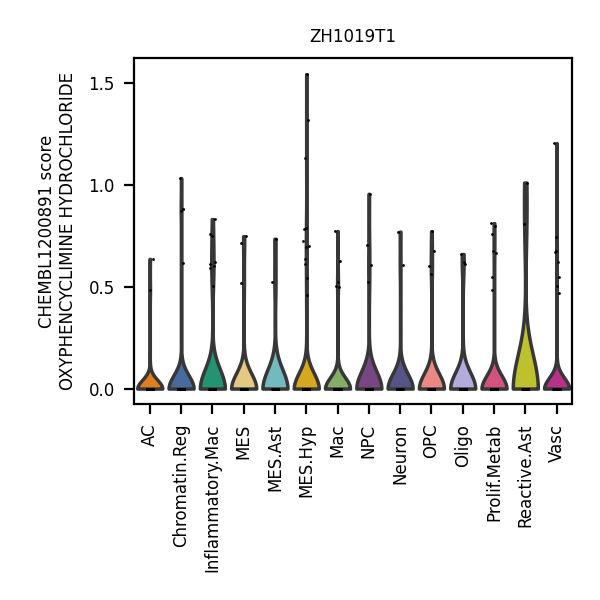 ZH1019T1
CHEMBL1200891 score
OXYPHENCYCLIMINE HYDROCHLORIDE
1.5
1.0
0.5
0.0
AC
Chromatin.Reg
Inflammatory.Mac
MES
MES.Ast
MES.Hyp
Mac
NPC
Neuron
OPC
Oligo
Prolif.Metab
Reactive.Ast
Vasc